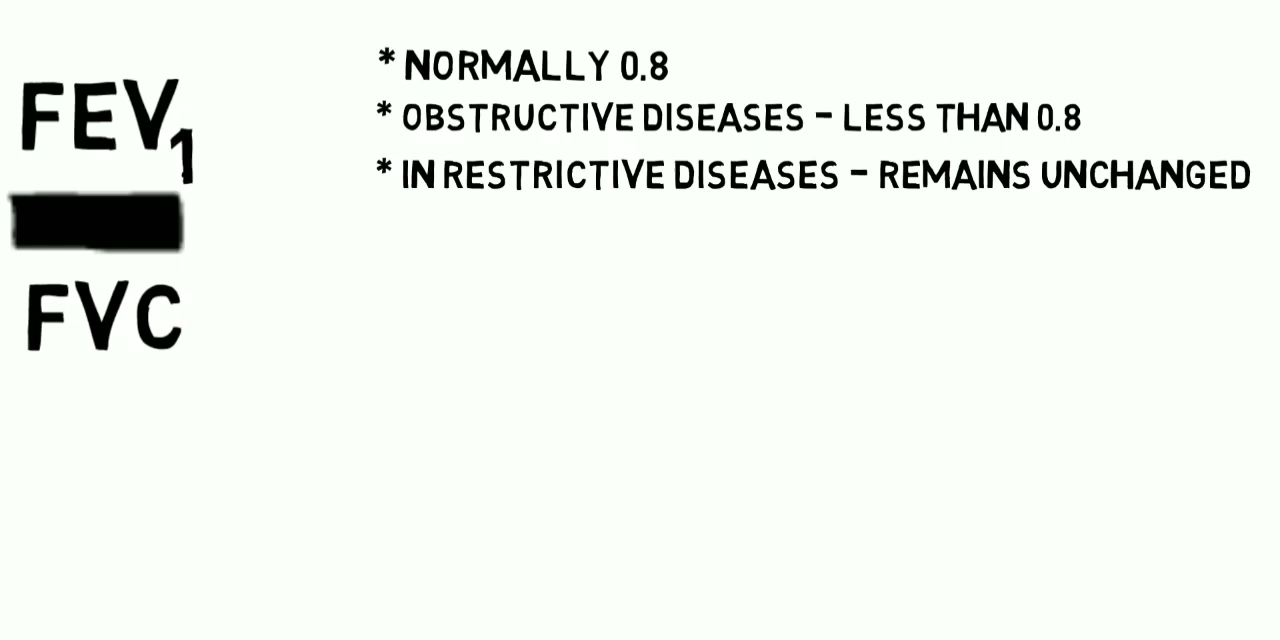 FEV1
FVC
* NORMALLY 0.8
* OBSTRUCTIVE DISEASES - LESS THAN 0.8
* IN RESTRICTIVE DISEASES - REMAINS UNCHANGED